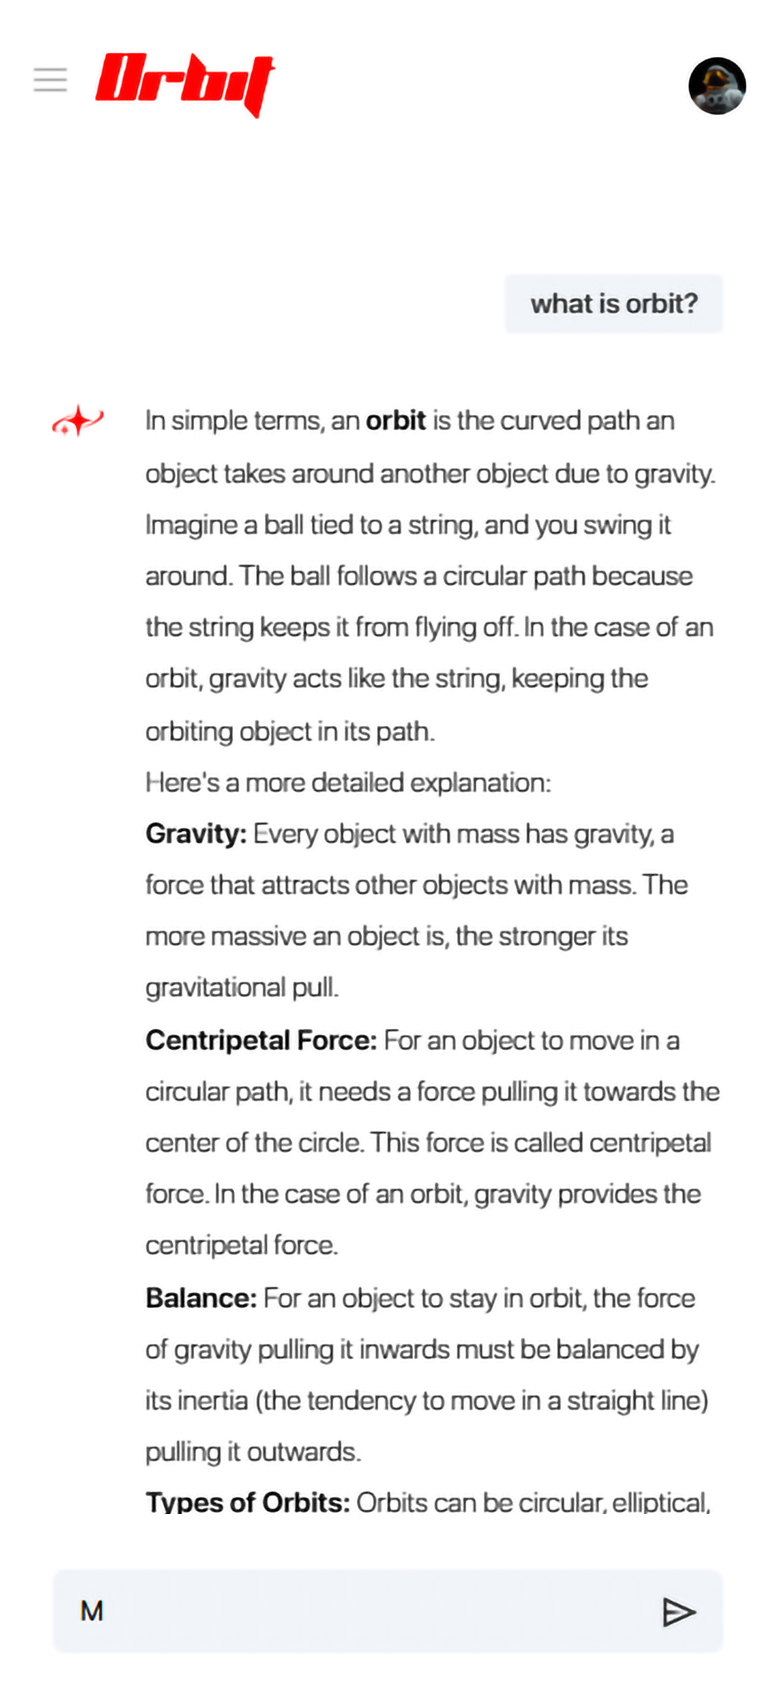 Orbit
what is orbit?
In simple terms, an orbit is the curved path an
object takes around another object due to gravity.
Imagine a ball tied to a string, and you swing it
around. The ball follows a circular path because
the string keeps it from flying off. In the case of an
orbit, gravity acts like the string, keeping the
orbiting object in its path.
Here's a more detailed explanation:
Gravity: Every object with mass has gravity, a
force that attracts other objects with mass. The
more massive an object is, the stronger its
gravitational pull.
Centripetal Force: For an object to move in a
circular path, it needs a force pulling it towards the
center of the circle. This force is called centripetal
force. In the case of an orbit, gravity provides the
centripetal force.
Balance: For an object to stay in orbit, the force
of gravity pulling it inwards must be balanced by
its inertia (the tendency to move in a straight line)
pulling it outwards.
Types of Orbits: Orbits can be circular, elliptical,
M